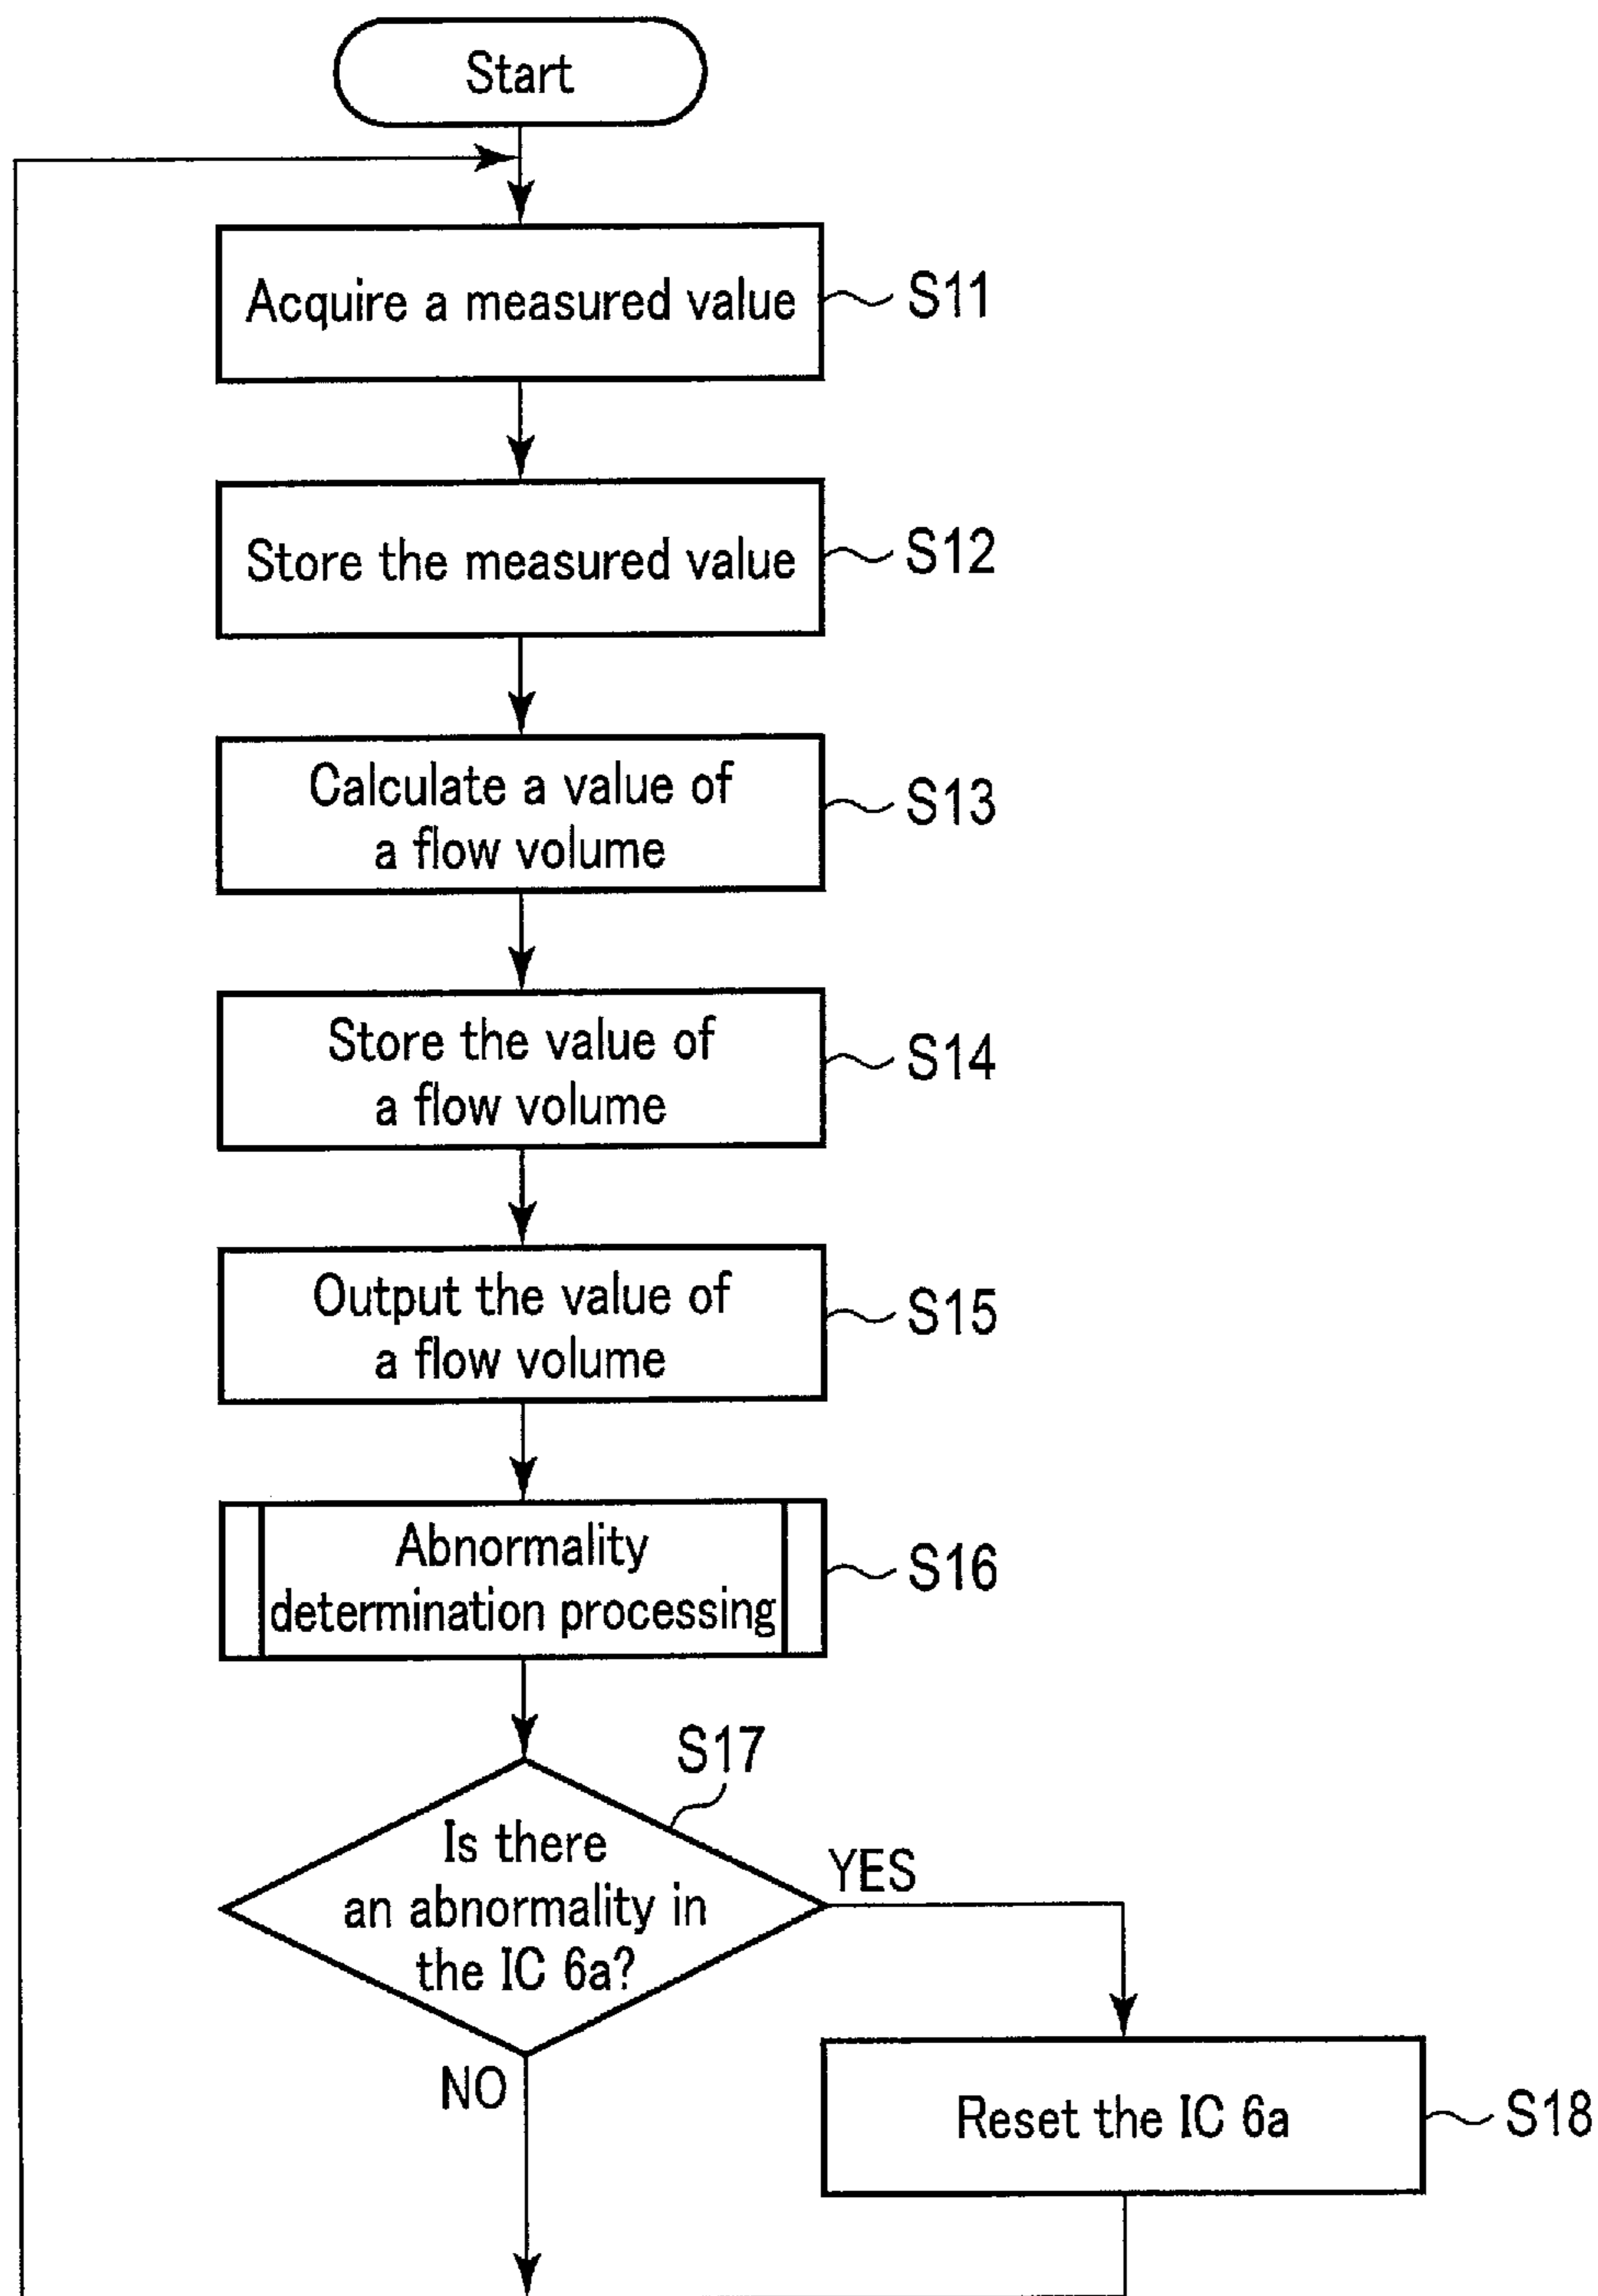 Start
Acquire a measured value
S11
Store the measured value
S12
Calculate a value of
a flow volume
S13
Store the value of
a flow volume
S14
Output the value of
a flow volume
S15
Abnormality
determination processing
S16
S17
Is there
an abnormality in
the IC 6a?
YES
NO
Reset the IC 6a
S18